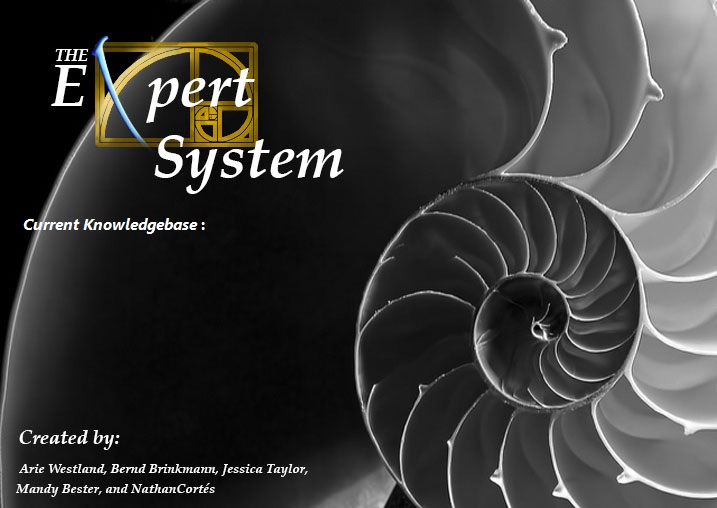 THE
Expert
System
Current Knowledgebase :
Created by:
Arie Westland, Bernd Brinkmann, Jessica Taylor,
Mandy Bester, and NathanCortés